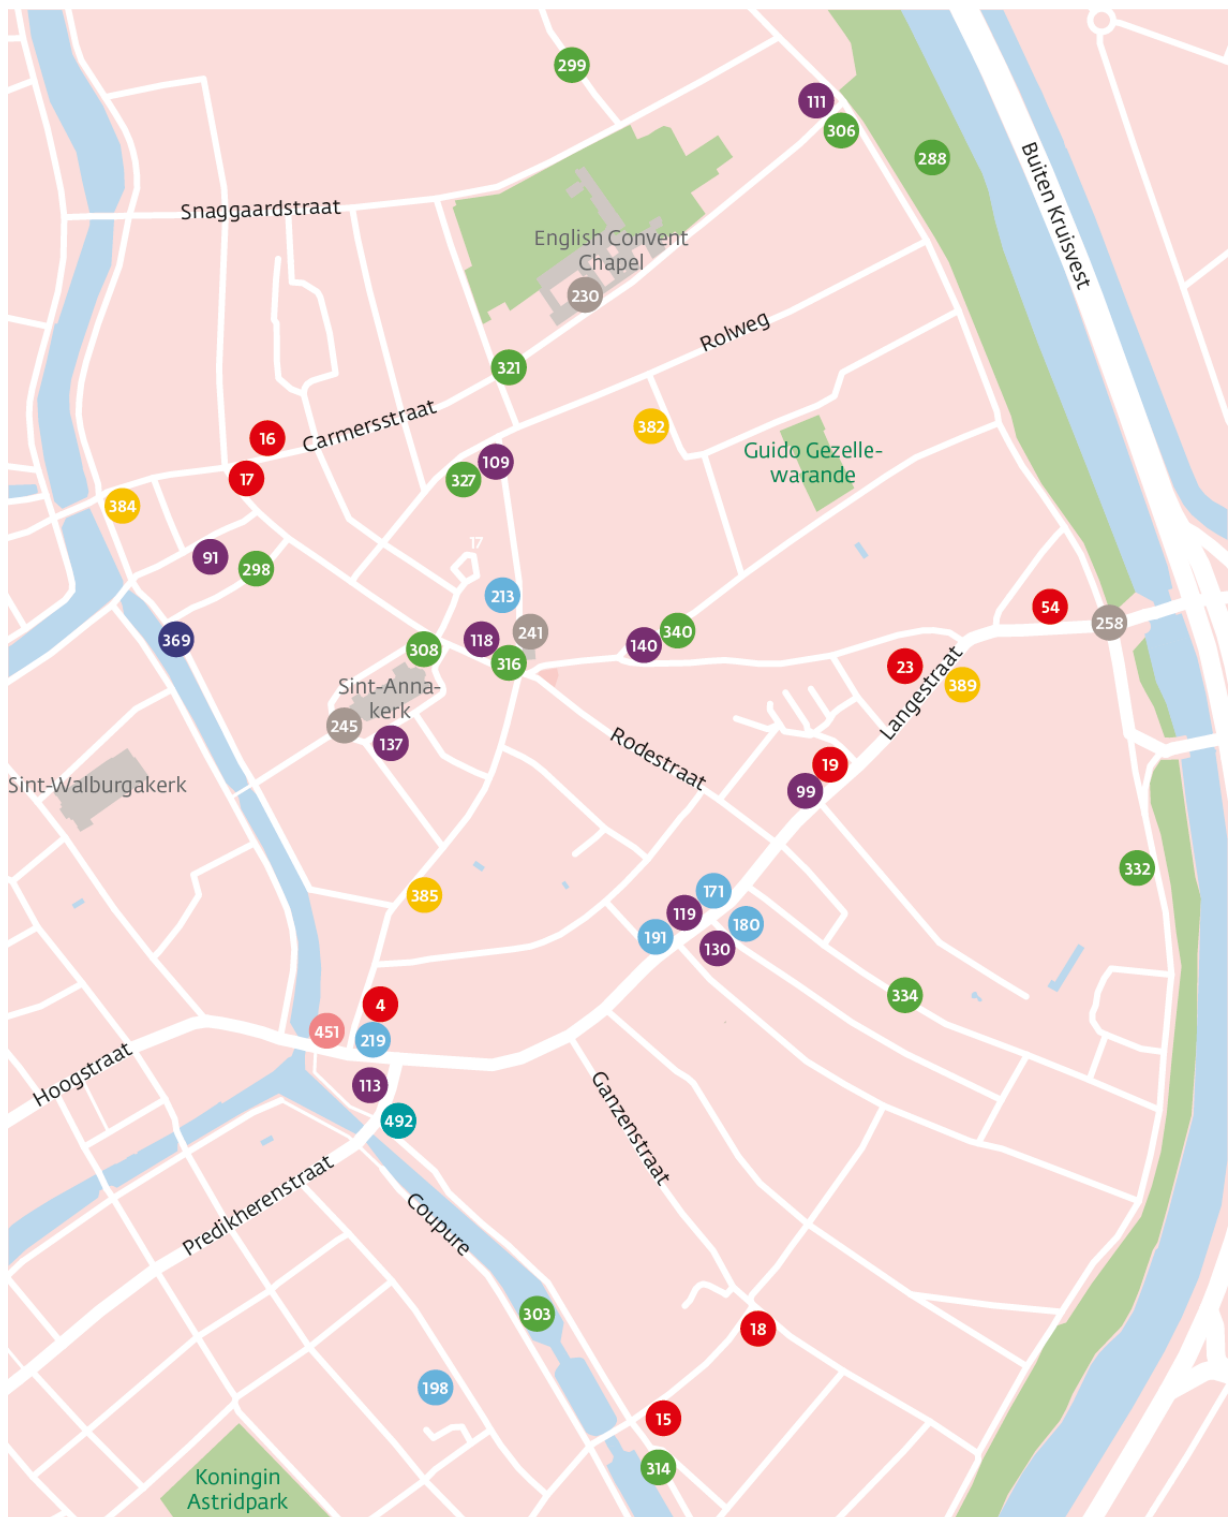 299
111
306
288
Buiten Kruisvest
Snaggaardstraat
English Convent
Chapel
230
Rolweg
321
Carmersstraat
382
16
17
384
109
327
Guido Gezelle-
warande
91
298
17
213
54
258
369
118
241
340
140
308
316
23
389
Langestraat
Sint-Anna-
kerk
245
137
Rodestraat
19
99
Sint-Walburgakerk
332
385
171
119
180
191
130
334
4
451
219
Hoogstraat
113
492
Ganzenstraat
Predikherenstraat
Coupure
303
18
198
15
314
Koningin
Astridpark